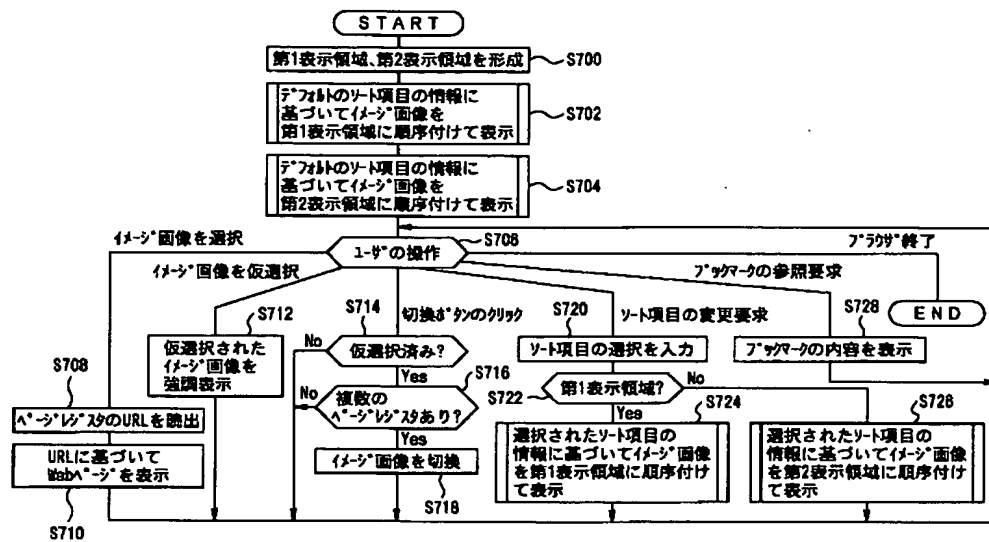 START
第1表示領域、第2表示領域を形成
S700
デフォルトのソート項目の情報に
基づいてイメージ画像を
第1表示領域に順序付けて表示
S702
デフォルトのソート項目の情報に
基づいてイメージ画像を
第2表示領域に順序付けて表示
S704
ユーザの操作
S706
イメージ画像を選択
イメージ画像を仮選択
切換ボタンのクリック
ソート項目の変更要求
ブックマークの参照要求
ブラウザ終了
END
S712
仮選択された
イメージ画像を
強調表示
S714
仮選択済み?
No
Yes
S716
複数の
ページレジスタあり?
No
Yes
イメージ画像を切換
S718
S720
ソート項目の選択を入力
S728
ブックマークの内容を表示
S722
第1表示領域?
No
Yes
S724
選択されたソート項目の
情報に基づいてイメージ画像
を第1表示領域に順序付け
て表示
S726
選択されたソート項目の
情報に基づいてイメージ画像
を第2表示領域に順序付け
て表示
S708
ページレジスタのURLを読出
URLに基づいて
Webページを表示
S710